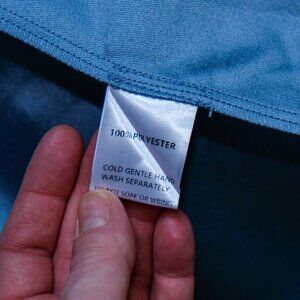 100%POLYESTER
COLD GENTLE HAND
WASH SEPARATELY
DO NOT SOAK OR WRING